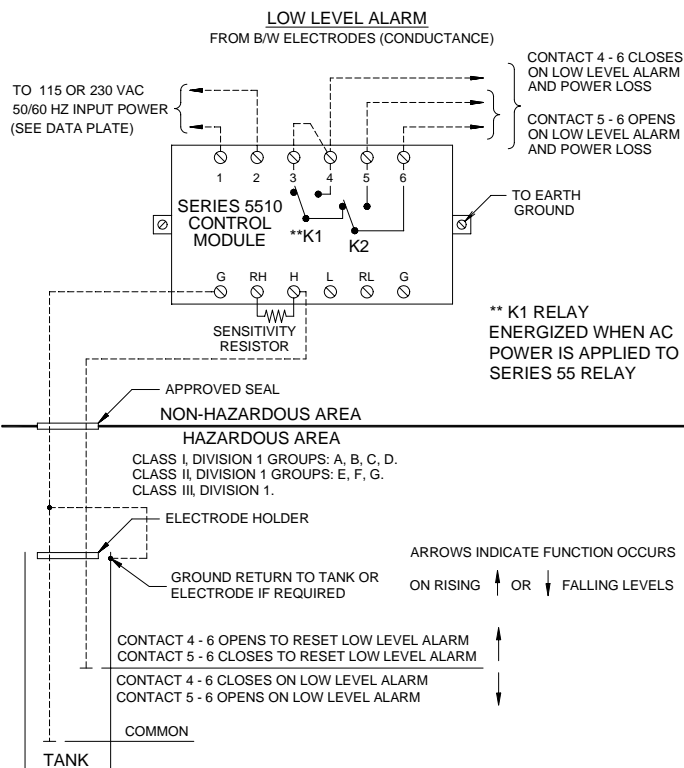 LOW LEVEL ALARM
FROM B/W ELECTRODES (CONDUCTANCE)
TO 115 OR 230 VAC
50/60 HZ INPUT POWER
(SEE DATA PLATE)
CONTACT 4 - 6 CLOSES
ON LOW LEVEL ALARM
AND POWER LOSS
CONTACT 5 - 6 OPENS
ON LOW LEVEL ALARM
AND POWER LOSS
1 2 3 4 5 6
SERIES 5510
CONTROL
MODULE
**K1
K2
TO EARTH
GROUND
G RH H L RL G
SENSITIVITY
RESISTOR
** K1 RELAY
ENERGIZED WHEN AC
POWER IS APPLIED TO
SERIES 55 RELAY
APPROVED SEAL
NON-HAZARDOUS AREA
HAZARDOUS AREA
CLASS I, DIVISION 1 GROUPS: A, B, C, D.
CLASS II, DIVISION 1 GROUPS: E, F, G.
CLASS III, DIVISION 1.
ELECTRODE HOLDER
GROUND RETURN TO TANK OR
ELECTRODE IF REQUIRED
ARROWS INDICATE FUNCTION OCCURS
ON RISING OR FALLING LEVELS
CONTACT 4 - 6 OPENS TO RESET LOW LEVEL ALARM
CONTACT 5 - 6 CLOSES TO RESET LOW LEVEL ALARM
CONTACT 4 - 6 CLOSES ON LOW LEVEL ALARM
CONTACT 5 - 6 OPENS ON LOW LEVEL ALARM
COMMON
TANK